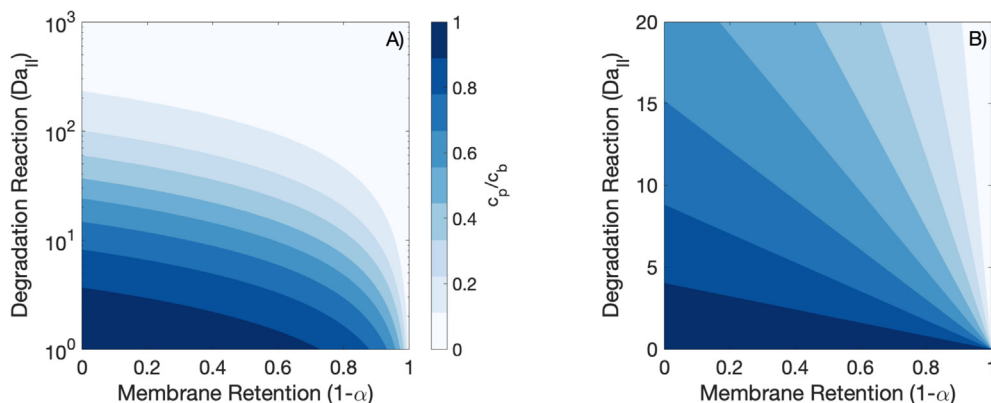 A)
10³
10²
10¹
10⁰
Degradation Reaction (Da_II)
0 0.2 0.4 0.6 0.8 1
Membrane Retention (1-α)
1
0.8
0.6
0.4
0.2
0
c_p/c_b
B)
20
15
10
5
0
Degradation Reaction (Da_II)
0 0.2 0.4 0.6 0.8 1
Membrane Retention (1-α)